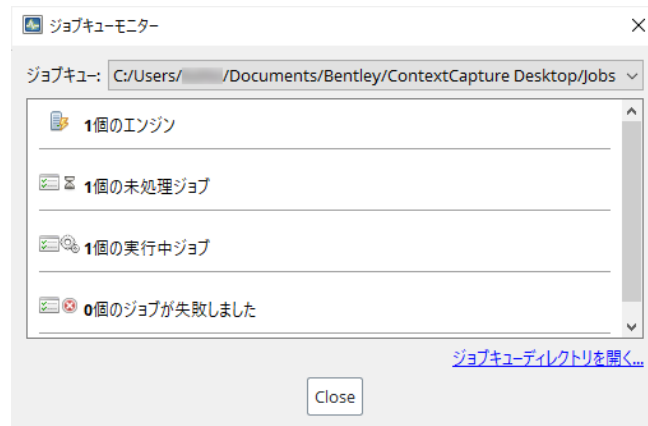 ジョブキューモニター
ジョブキュー: C:/Users/ /Documents/Bentley/ContextCapture Desktop/Jobs
1個のエンジン
1個の未処理ジョブ
1個の実行中ジョブ
0個のジョブが失敗しました
ジョブキューディレクトリを開く...
Close